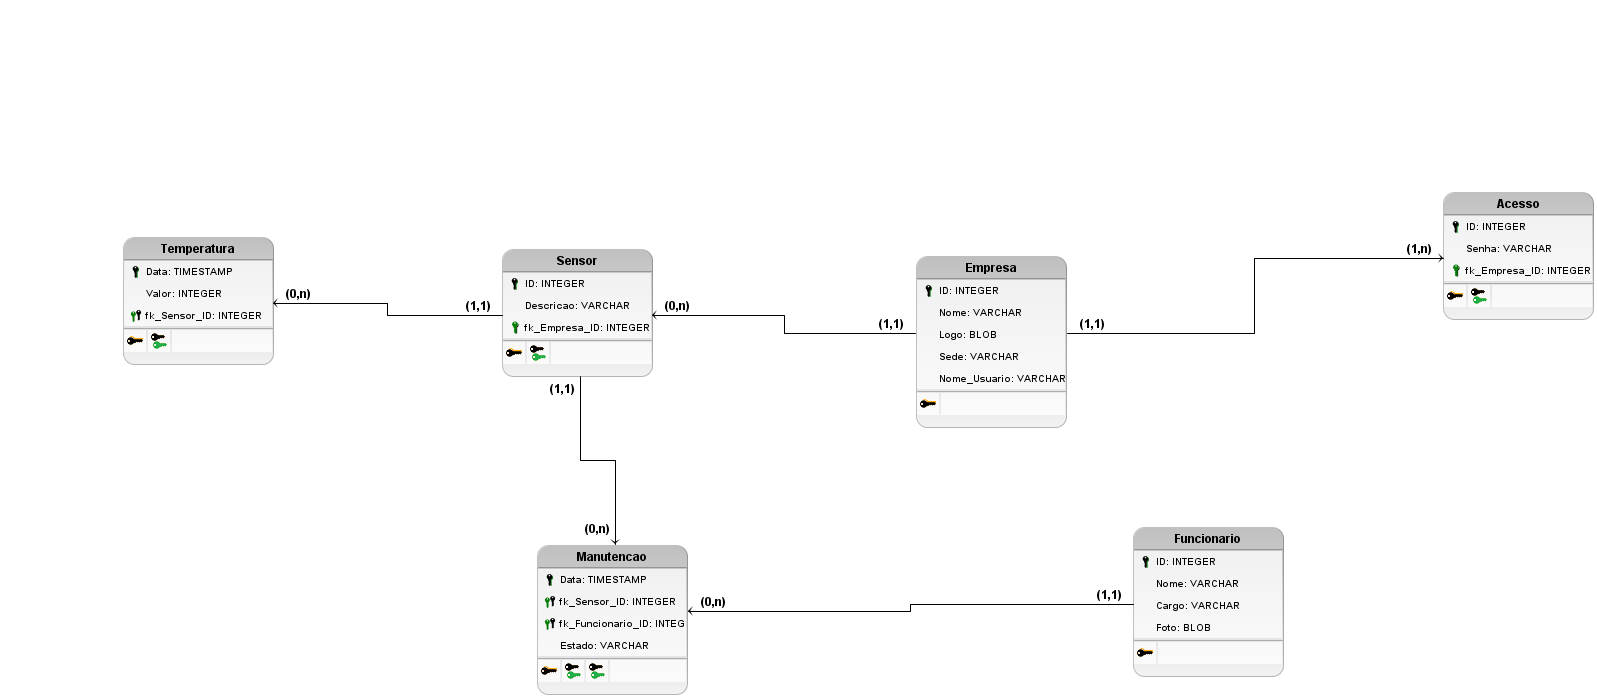 Acesso
ID: INTEGER
Senha: VARCHAR
fk_Empresa_ID: INTEGER
(1,n)
Temperatura
Data: TIMESTAMP
Valor: INTEGER
fk_Sensor_ID: INTEGER
(0,n)
(1,1)
Sensor
ID: INTEGER
Descricao: VARCHAR
fk_Empresa_ID: INTEGER
(0,n)
(1,1)
Empresa
ID: INTEGER
Nome: VARCHAR
Logo: BLOB
Sede: VARCHAR
Nome_Usuario: VARCHAR
(1,1)
(1,1)
(0,n)
Manutencao
Data: TIMESTAMP
fk_Sensor_ID: INTEGER
fk_Funcionario_ID: INTEG
Estado: VARCHAR
(0,n)
(1,1)
Funcionario
ID: INTEGER
Nome: VARCHAR
Cargo: VARCHAR
Foto: BLOB